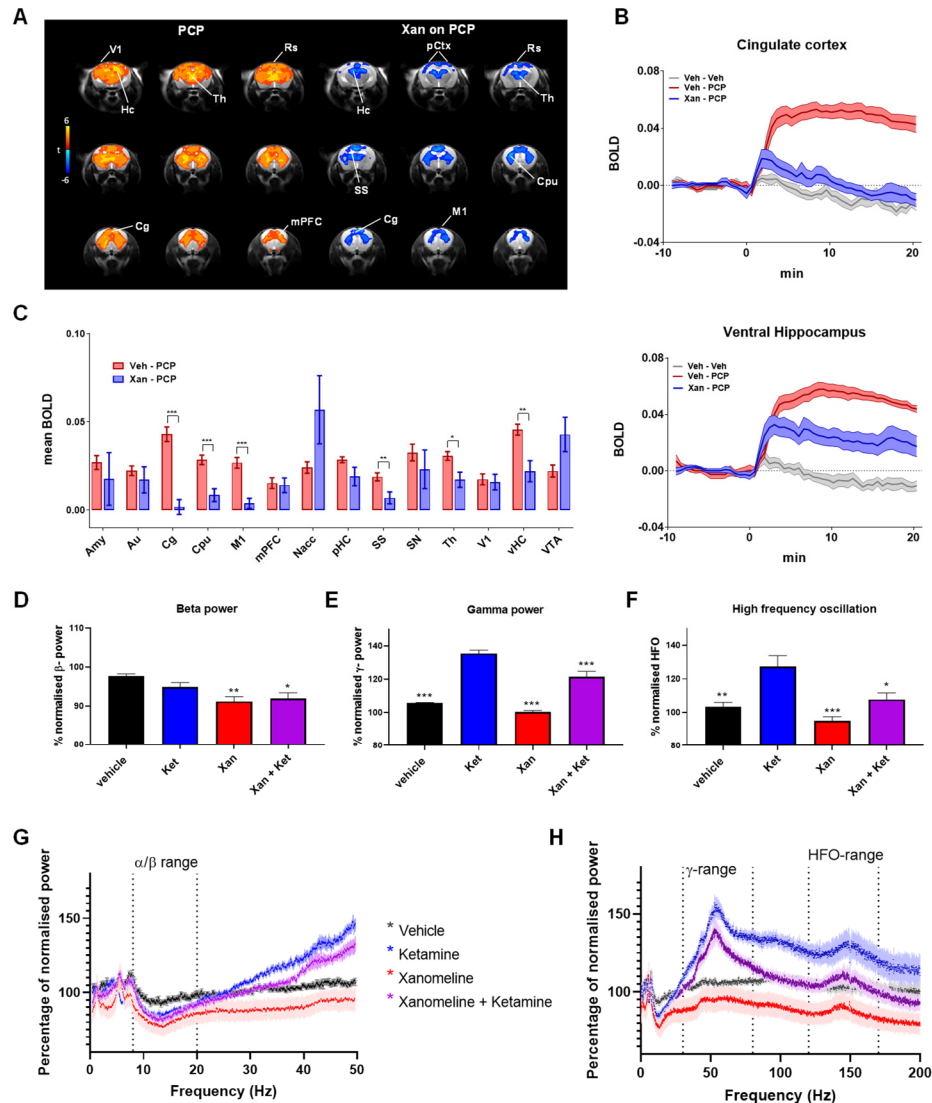 A
PCP
Xan on PCP
V1
Rs
pCtx
Rs
Hc
Th
Hc
Th
6
t
-6
SS
Cpu
Cg
mPFC
Cg
M1
B
Cingulate cortex
Veh - Veh
Veh - PCP
Xan - PCP
BOLD
0.08
0.04
0.00
-0.04
-10
0
10
20
min
Ventral Hippocampus
Veh - Veh
Veh - PCP
Xan - PCP
BOLD
0.08
0.04
0.00
-0.04
-10
0
10
20
min
C
mean BOLD
0.10
0.05
0.00
Veh - PCP
Xan - PCP
***
***
***
**
*
**
Amy
Au
Cg
Cpu
M1
mPFC
Nacc
pHC
SS
SN
Th
V1
vHC
VTA
D
Beta power
% normalised β- power
100
90
80
**
*
vehicle
Ket
Xan
Xan + Ket
E
Gamma power
% normalised γ- power
140
120
100
80
***
***
***
vehicle
Ket
Xan
Xan + Ket
F
High frequency oscillation
% normalised HFO
140
120
100
80
**
***
*
vehicle
Ket
Xan
Xan + Ket
G
α/β range
Percentage of normalised power
150
100
0
10
20
30
40
50
Frequency (Hz)
* Vehicle
* Ketamine
* Xanomeline
* Xanomeline + Ketamine
H
γ-range
HFO-range
Percentage of normalised power
150
100
0
50
100
150
200
Frequency (Hz)